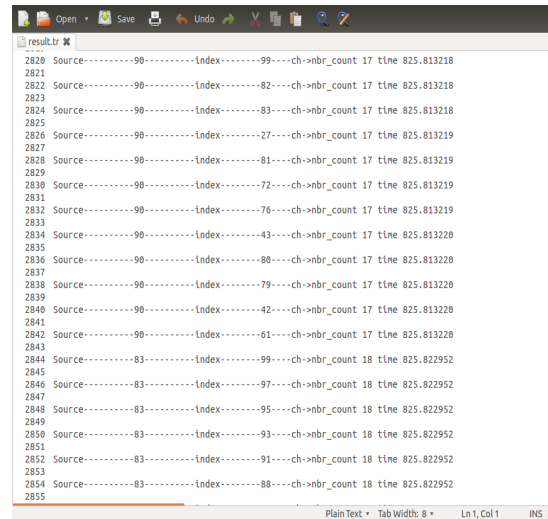 Open Save Undo
result.tr
2820 Source----------90----------index--------99----ch->nbr_count 17 time 825.813218
2821
2822 Source----------90----------index--------82----ch->nbr_count 17 time 825.813218
2823
2824 Source----------90----------index--------83----ch->nbr_count 17 time 825.813218
2825
2826 Source----------90----------index--------27----ch->nbr_count 17 time 825.813219
2827
2828 Source----------90----------index--------81----ch->nbr_count 17 time 825.813219
2829
2830 Source----------90----------index--------72----ch->nbr_count 17 time 825.813219
2831
2832 Source----------90----------index--------76----ch->nbr_count 17 time 825.813219
2833
2834 Source----------90----------index--------43----ch->nbr_count 17 time 825.813220
2835
2836 Source----------90----------index--------80----ch->nbr_count 17 time 825.813220
2837
2838 Source----------90----------index--------79----ch->nbr_count 17 time 825.813220
2839
2840 Source----------90----------index--------42----ch->nbr_count 17 time 825.813220
2841
2842 Source----------90----------index--------61----ch->nbr_count 17 time 825.813220
2843
2844 Source----------83----------index--------99----ch->nbr_count 18 time 825.822952
2845
2846 Source----------83----------index--------97----ch->nbr_count 18 time 825.822952
2847
2848 Source----------83----------index--------95----ch->nbr_count 18 time 825.822952
2849
2850 Source----------83----------index--------93----ch->nbr_count 18 time 825.822952
2851
2852 Source----------83----------index--------91----ch->nbr_count 18 time 825.822952
2853
2854 Source----------83----------index--------88----ch->nbr_count 18 time 825.822952
2855
Plain Text Tab Width: 8 Ln 1, Col 1 INS